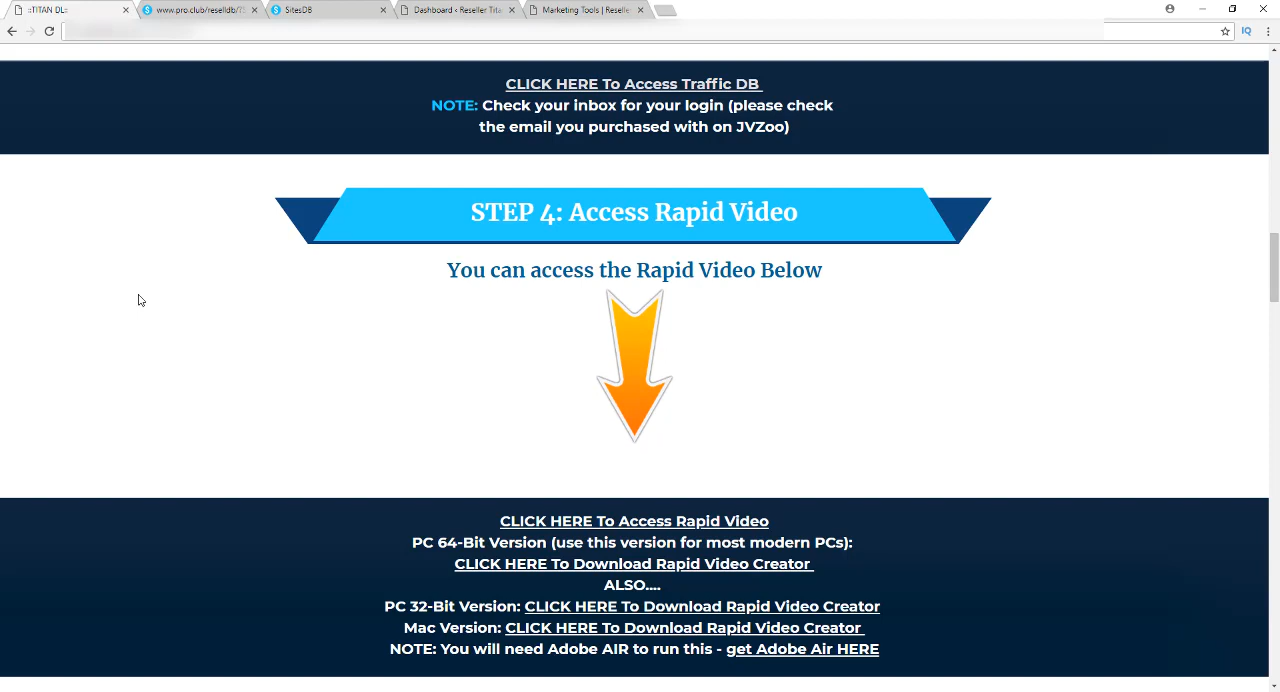 ::TITAN DL::
www.pro.club/reselldb/75
SitesDB
Dashboard ‹ Reseller Tita
Marketing Tools | Reselle
IQ
CLICK HERE To Access Traffic DB
NOTE: Check your inbox for your login (please check
the email you purchased with on JVZoo)
STEP 4: Access Rapid Video
You can access the Rapid Video Below
CLICK HERE To Access Rapid Video
PC 64-Bit Version (use this version for most modern PCs):
CLICK HERE To Download Rapid Video Creator
ALSO....
PC 32-Bit Version: CLICK HERE To Download Rapid Video Creator
Mac Version: CLICK HERE To Download Rapid Video Creator
NOTE: You will need Adobe AIR to run this - get Adobe Air HERE